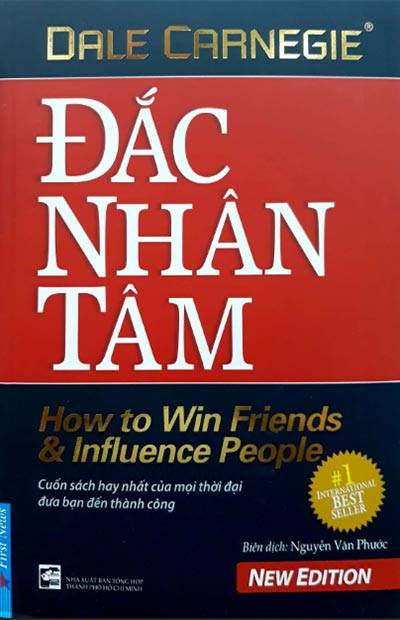 DALE CARNEGIE®
ĐẮC
NHÂN
TÂM
How to Win Friends
& Influence People
Cuốn sách hay nhất của mọi thời đại
đưa bạn đến thành công
#1
INTERNATIONAL
BEST
SELLER
Biên dịch: Nguyễn Văn Phước
NEW EDITION
First News
NHÀ XUẤT BẢN TỔNG HỢP
THÀNH PHỐ HỒ CHÍ MINH